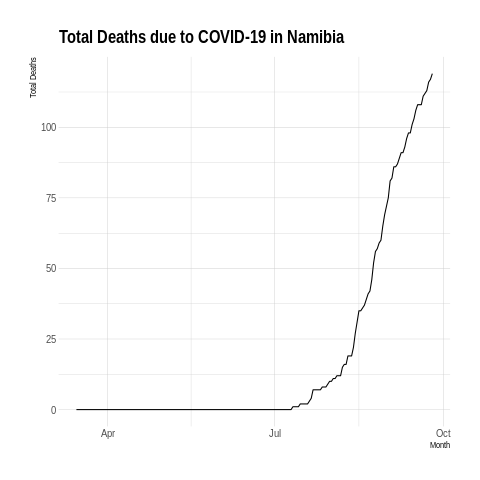 Total Deaths due to COVID-19 in Namibia
Total Deaths
100
75
50
25
0
Apr
Jul
Oct
Month